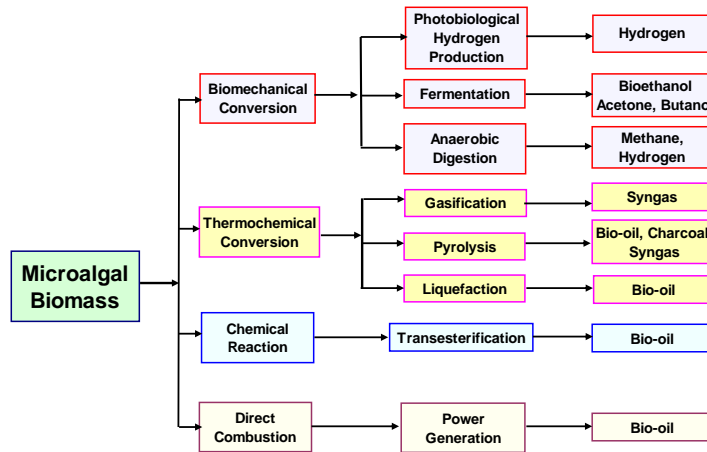 Microalgal
Biomass
Biomechanical
Conversion
Photobiological
Hydrogen
Production
Hydrogen
Fermentation
Bioethanol
Acetone, Butano
Anaerobic
Digestion
Methane,
Hydrogen
Thermochemical
Conversion
Gasification
Syngas
Pyrolysis
Bio-oil, Charcoal
Syngas
Liquefaction
Bio-oil
Chemical
Reaction
Transesterification
Bio-oil
Direct
Combustion
Power
Generation
Bio-oil